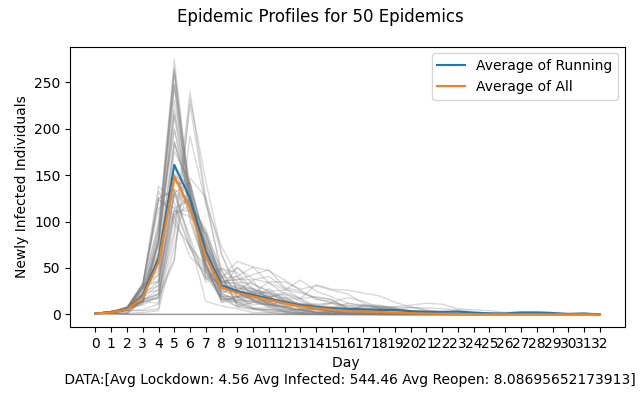 Epidemic Profiles for 50 Epidemics
Average of Running
Average of All
Newly Infected Individuals
250
200
150
100
50
0
0 1 2 3 4 5 6 7 8 9 10 11 12 13 14 15 16 17 18 19 20 21 22 23 24 25 26 27 28 29 30 31 32
Day
DATA:[Avg Lockdown: 4.56 Avg Infected: 544.46 Avg Reopen: 8.08695652173913]